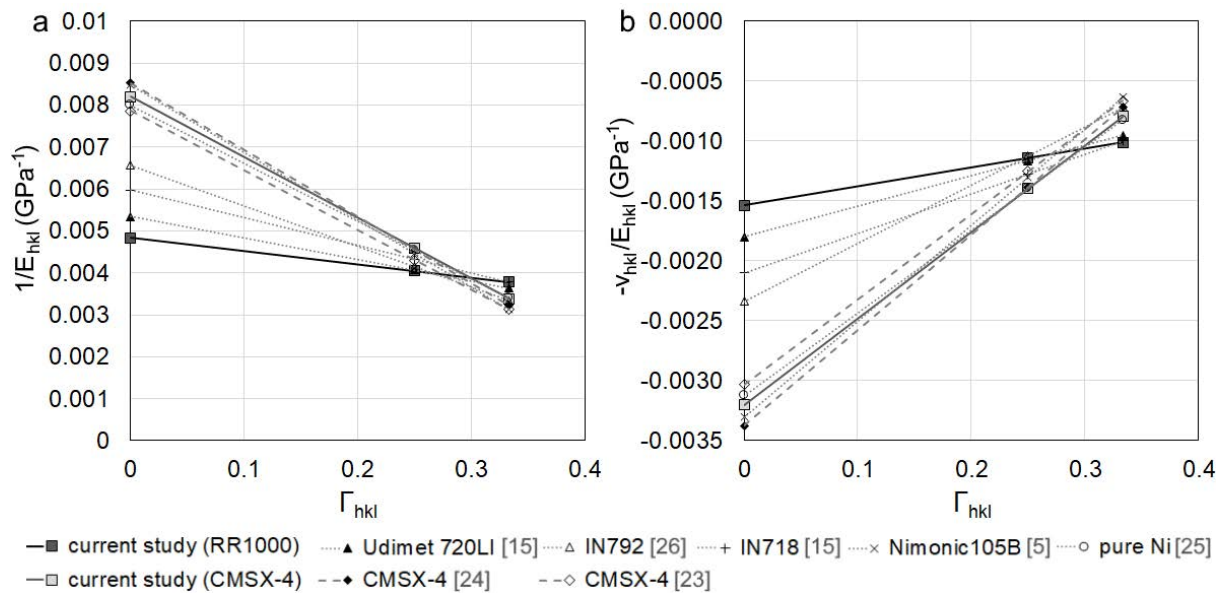 a
0.01
0.009
0.008
0.007
0.006
0.005
0.004
0.003
0.002
0.001
0
1/E_hkl (GPa⁻¹)
0 0.1 0.2 0.3 0.4
Γ_hkl
b
0.0000
-0.0005
-0.0010
-0.0015
-0.0020
-0.0025
-0.0030
-0.0035
-v_hkl/E_hkl (GPa⁻¹)
0 0.1 0.2 0.3 0.4
Γ_hkl
current study (RR1000) Udimet 720LI [15] IN792 [26] IN718 [15] Nimonic105B [5] pure Ni [25]
current study (CMSX-4) CMSX-4 [24] CMSX-4 [23]